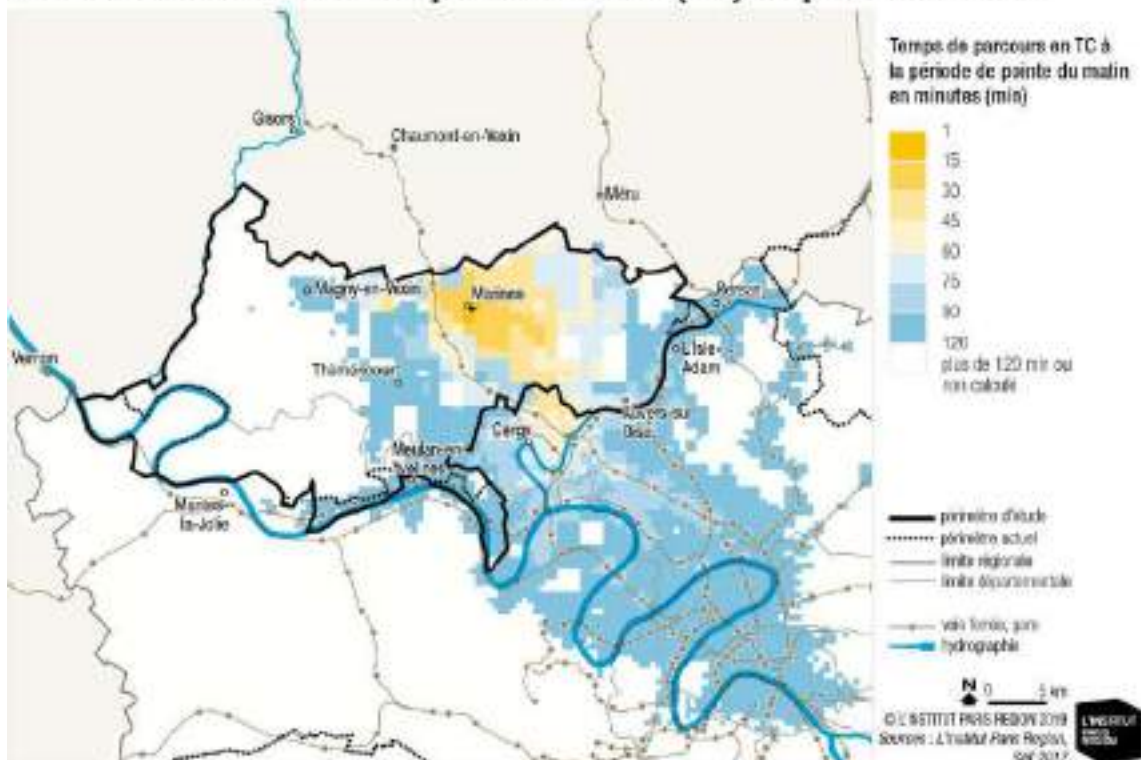 Temps de parcours en TC à
la période de pointe du matin
en minutes (min)
1
15
30
45
60
75
90
120
plus de 120 min ou
non calculé
Gisors
Chaumont-en-Vexin
Méru
Magny-en-Vexin
Marines
Persan
L'Isle-
Adam
Vernon
Auvers-sur
Oise
Cergy
Meulan-en-
Yvelines
Mantes-
la-Jolie
périmètre d'étude
périmètre actuel
limite régionale
limite départementale
voie ferrée, gare
hydrographie
N 0 5 km
© L'INSTITUT PARIS REGION 2019
Sources : L'Institut Paris Region,
L'INSTITUT
PARIS
REGION